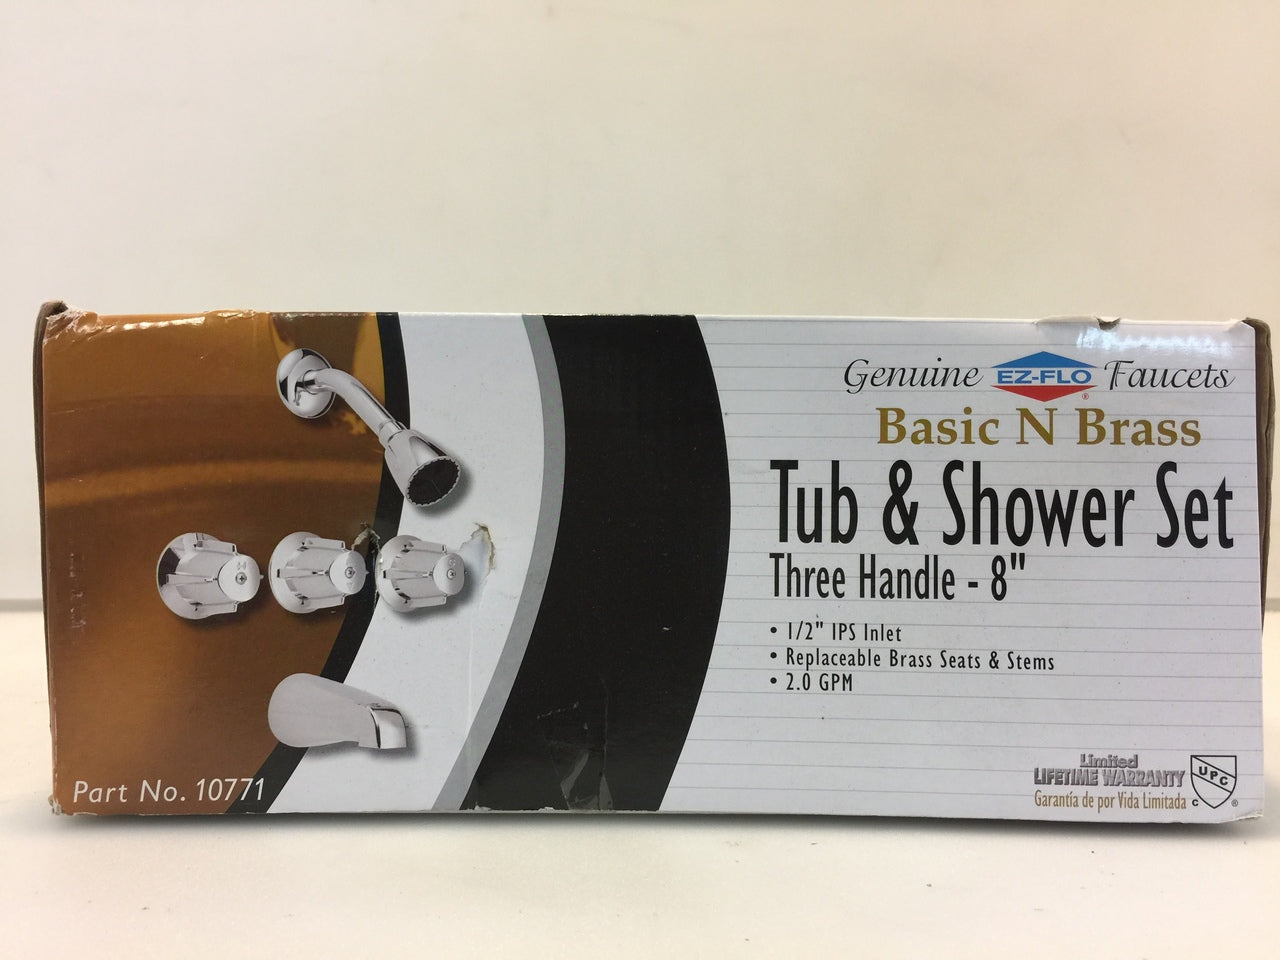 Genuine EZ-FLO® Faucets
Basic N Brass
Tub & Shower Set
Three Handle - 8"
• 1/2" IPS Inlet
• Replaceable Brass Seats & Stems
• 2.0 GPM
Part No. 10771
Limited
LIFETIME WARRANTY
Garantía de por Vida Limitada
C UPC ®